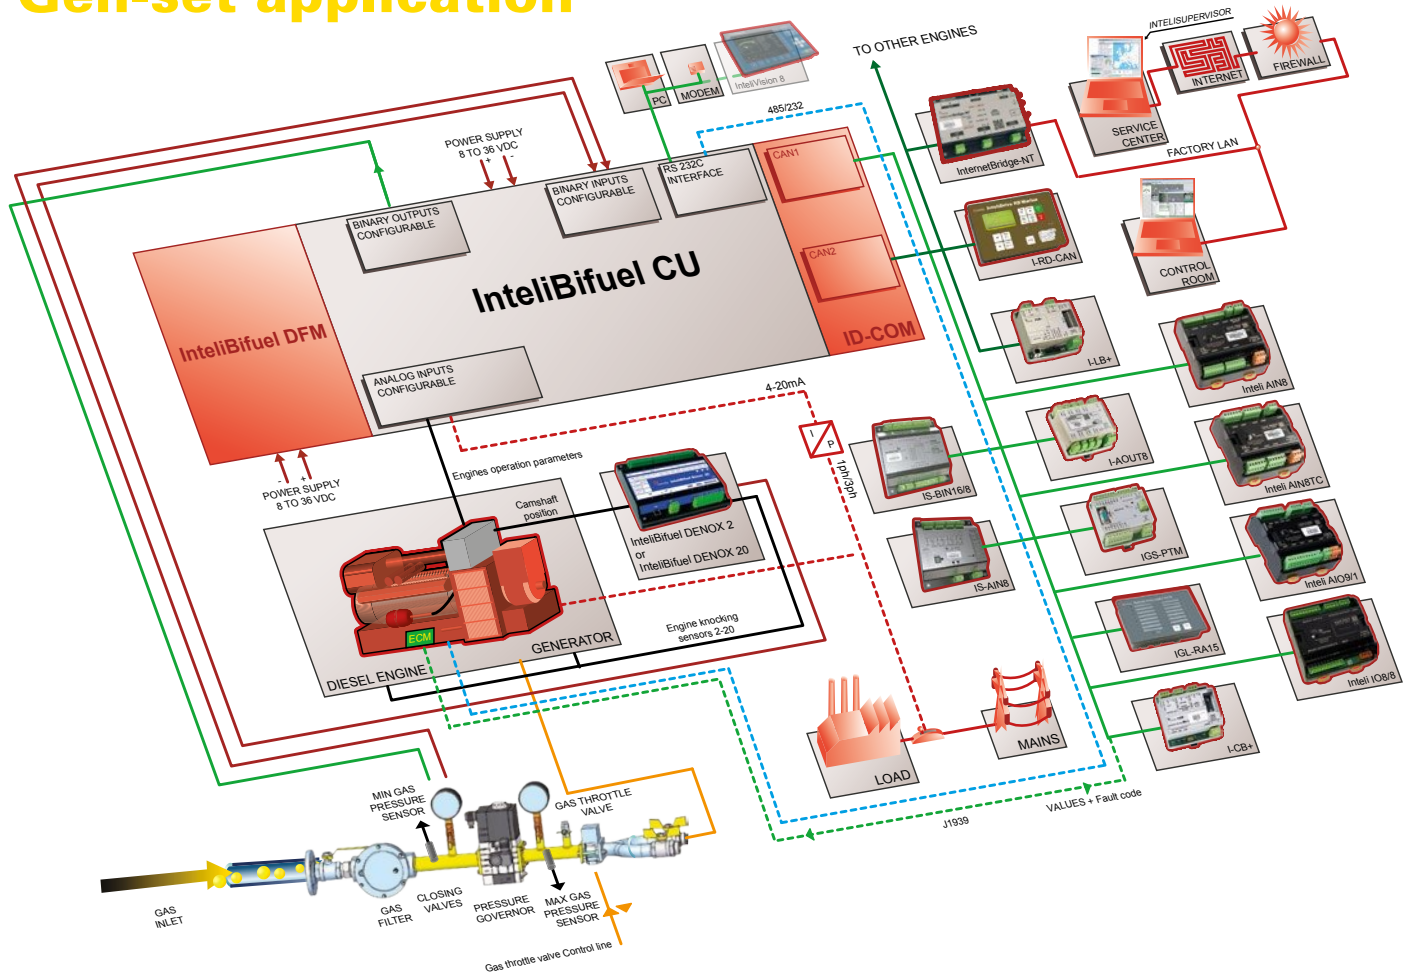 Gen-set application
TO OTHER ENGINES
INTELISUPERVISOR
PC
MODEM
InteliVision 8
485/232
SERVICE
CENTER
INTERNET
FIREWALL
FACTORY LAN
InternetBridge-NT
CONTROL
ROOM
I-RD-CAN
POWER SUPPLY
8 TO 36 VDC
+ -
BINARY OUTPUTS
CONFIGURABLE
BINARY INPUTS
CONFIGURABLE
RS 232C
INTERFACE
CAN1
CAN2
InteliBifuel CU
InteliBifuel DFM
ID-COM
ANALOG INPUTS
CONFIGURABLE
- +
POWER SUPPLY
8 TO 36 VDC
4-20mA
I
P
1ph/3ph
Engines operation parameters
Camshaft
position
InteliBifuel DENOX 2
or
InteliBifuel DENOX 20
ECM
GENERATOR
DIESEL ENGINE
Engine knocking
sensors 2-20
I-LB+
Inteli AIN8
I-AOUT8
IS-BIN16/8
Inteli AIN8TC
IGS-PTM
IS-AIN8
Inteli AIO9/1
IGL-RA15
Inteli IO8/8
I-CB+
LOAD
MAINS
VALUES + Fault code
J1939
MIN GAS
PRESSURE
SENSOR
GAS THROTTLE
VALVE
GAS
INLET
GAS
FILTER
CLOSING
VALVES
PRESSURE
GOVERNOR
MAX GAS
PRESSURE
SENSOR
Gas throttle valve Control line